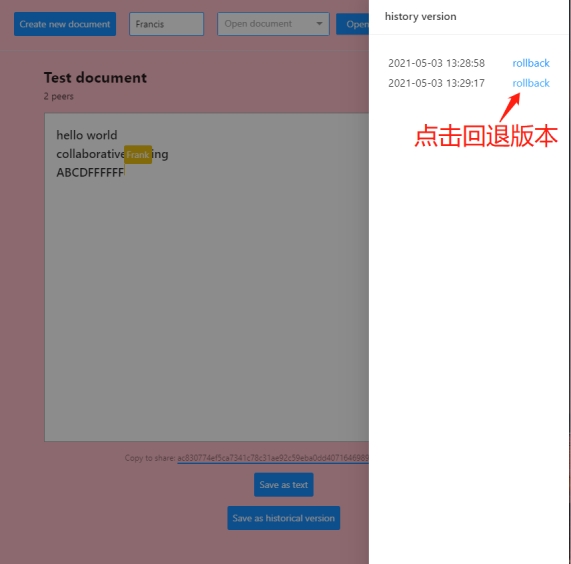 Create new document
Francis
Open document
Open
Test document
2 peers
hello world
collaborative
Frank
ing
ABCDFFFFFF
Copy to share:
Save as text
Save as historical version
history version
2021-05-03 13:28:58 rollback
2021-05-03 13:29:17 rollback
点击回退版本